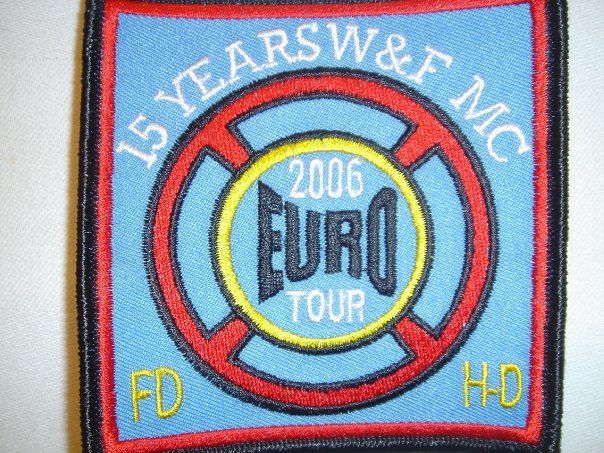 15 YEARS W&F MC
2006
EURO
TOUR
FD
H-D